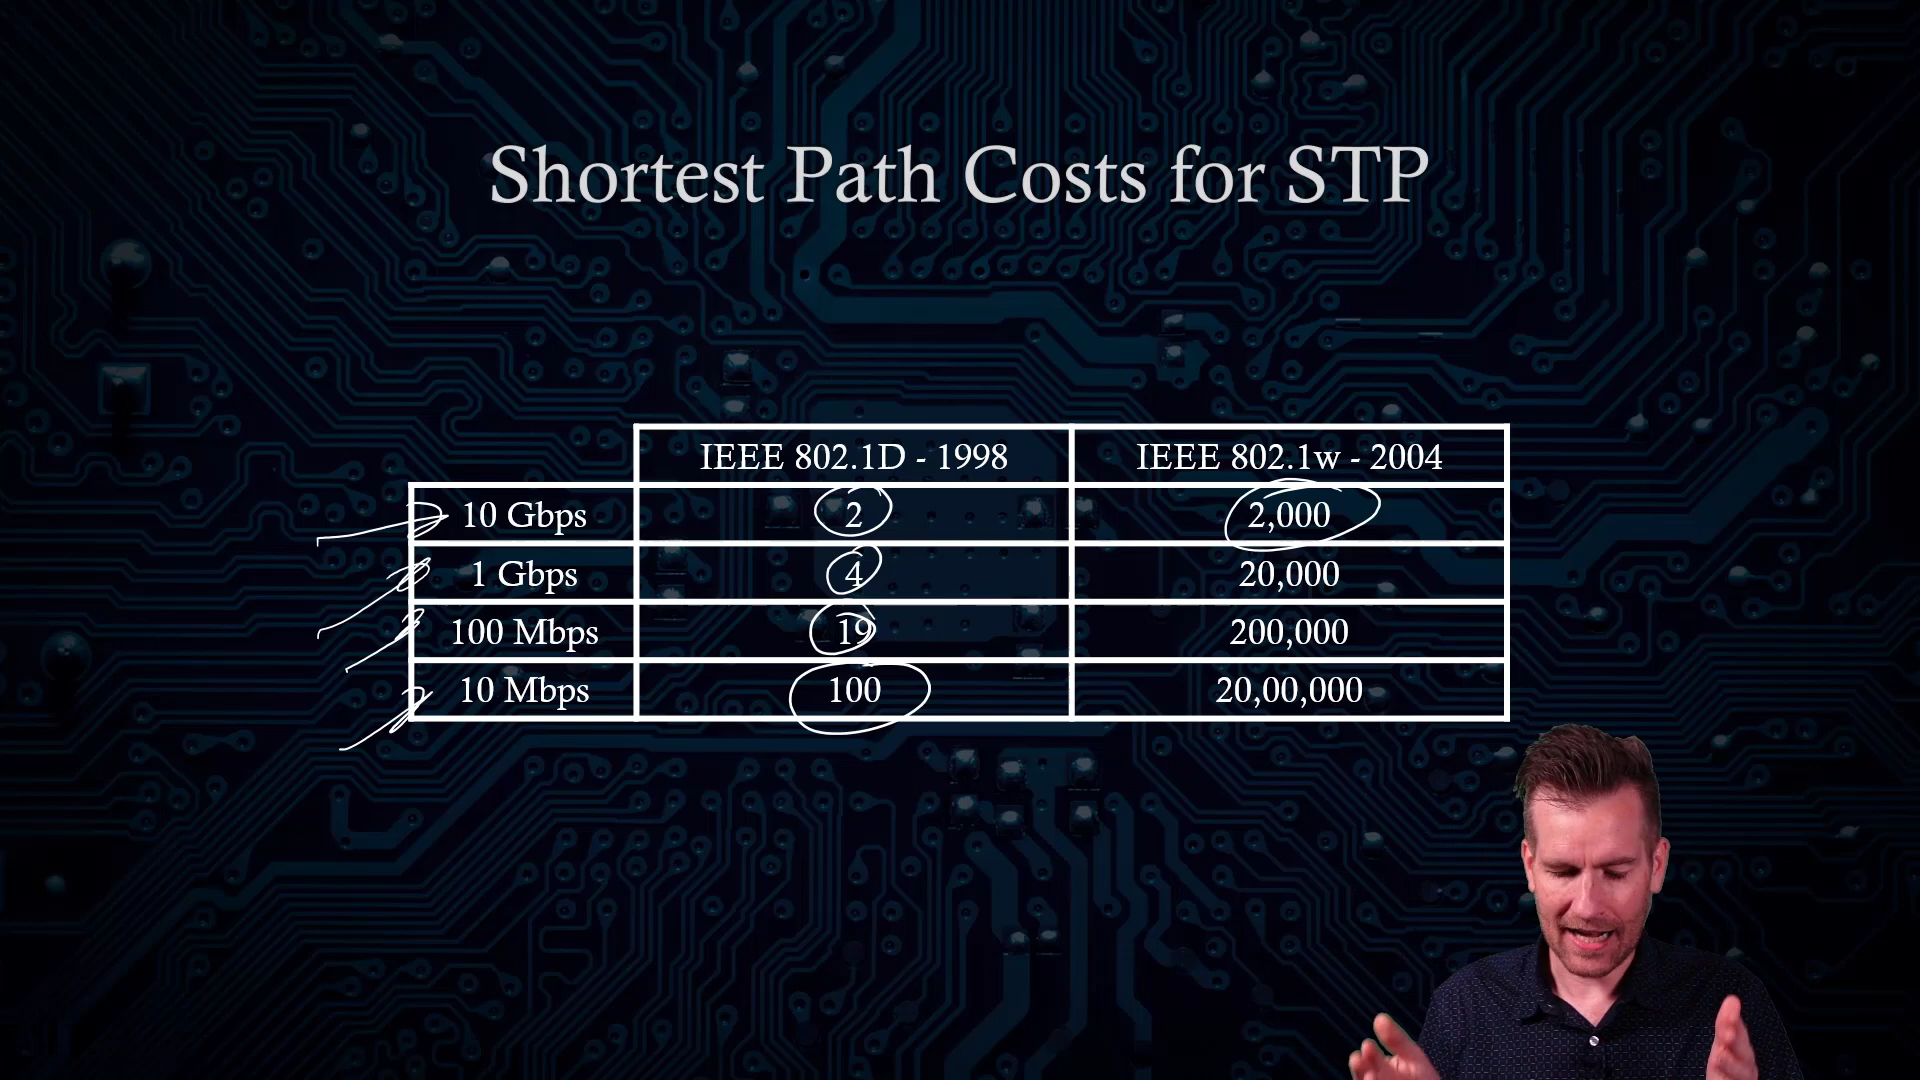 Shortest Path Costs for STP
IEEE 802.1D - 1998 IEEE 802.1w - 2004
10 Gbps 2 2,000
1 Gbps 4 20,000
100 Mbps 19 200,000
10 Mbps 100 20,00,000